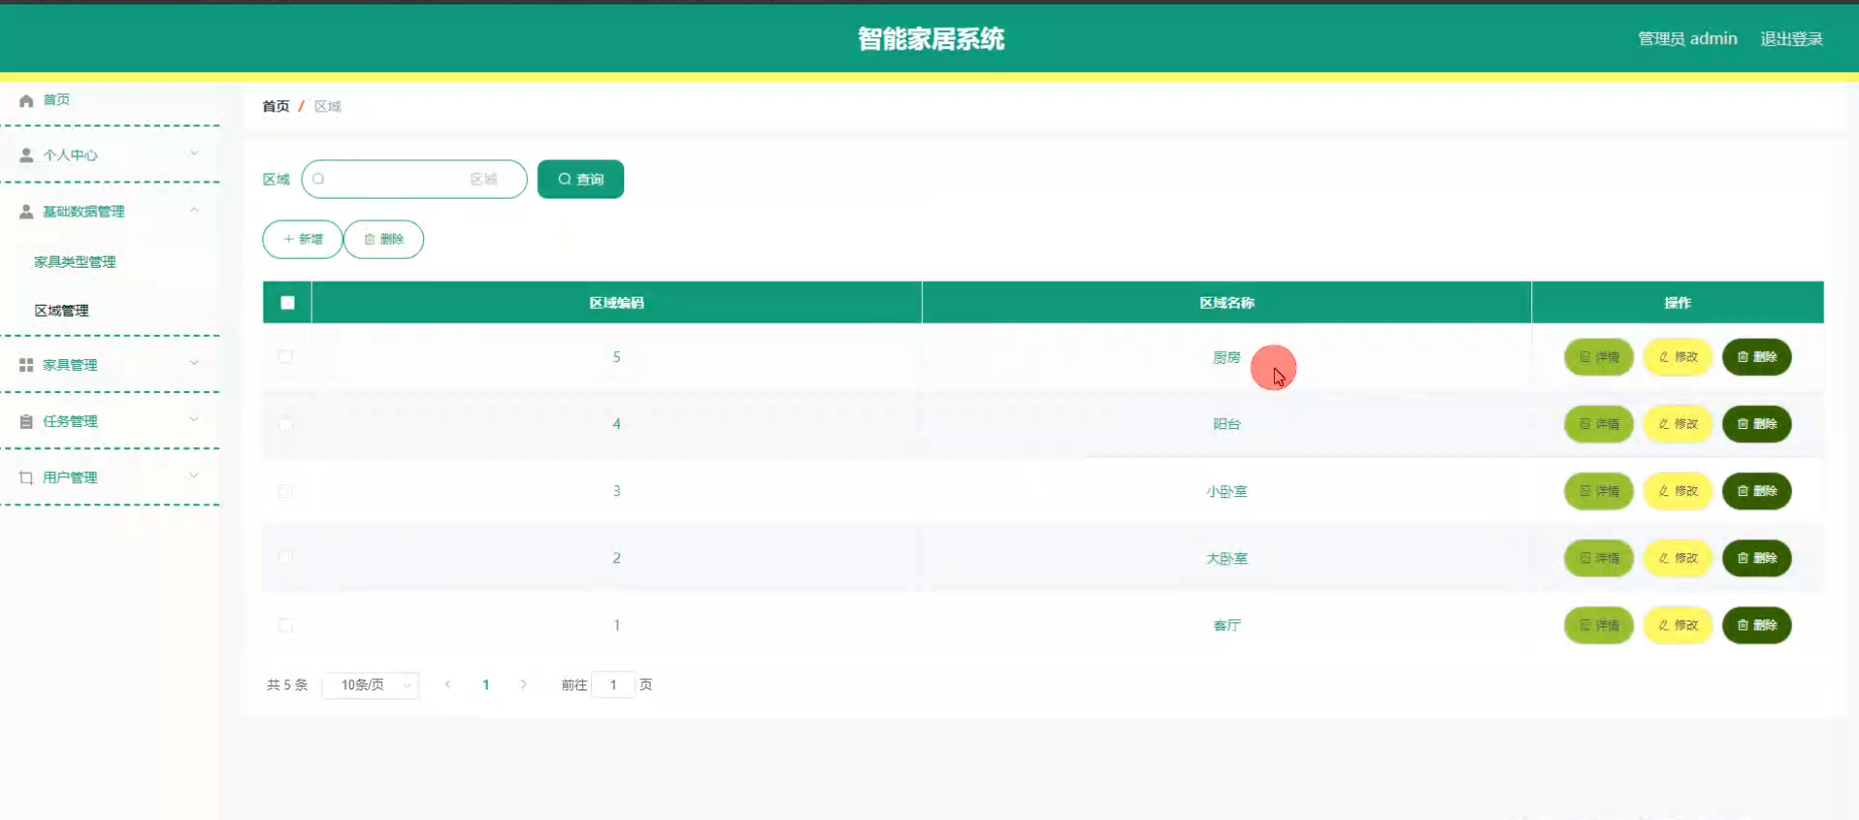 智能家居系统
管理员 admin 退出登录
首页
个人中心
基础数据管理
家具类型管理
区域管理
家具管理
任务管理
用户管理
首页 / 区域
区域 区域 查询
+ 新增 删除
区域编码 区域名称 操作
5 厨房 详情 修改 删除
4 阳台 详情 修改 删除
3 小卧室 详情 修改 删除
2 大卧室 详情 修改 删除
1 客厅 详情 修改 删除
共 5 条 10条/页 < 1 > 前往 1 页